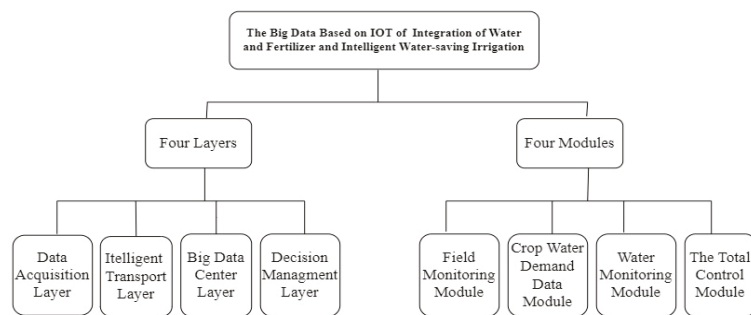 The Big Data Based on IOT of Integration of Water
and Fertilizer and Intelligent Water-saving Irrigation
Four Layers
Four Modules
Data
Acquisition
Layer
Itelligent
Transport
Layer
Big Data
Center
Layer
Decision
Managment
Layer
Field
Monitoring
Module
Crop Water
Demand
Data
Module
Water
Monitoring
Module
The Total
Control
Module